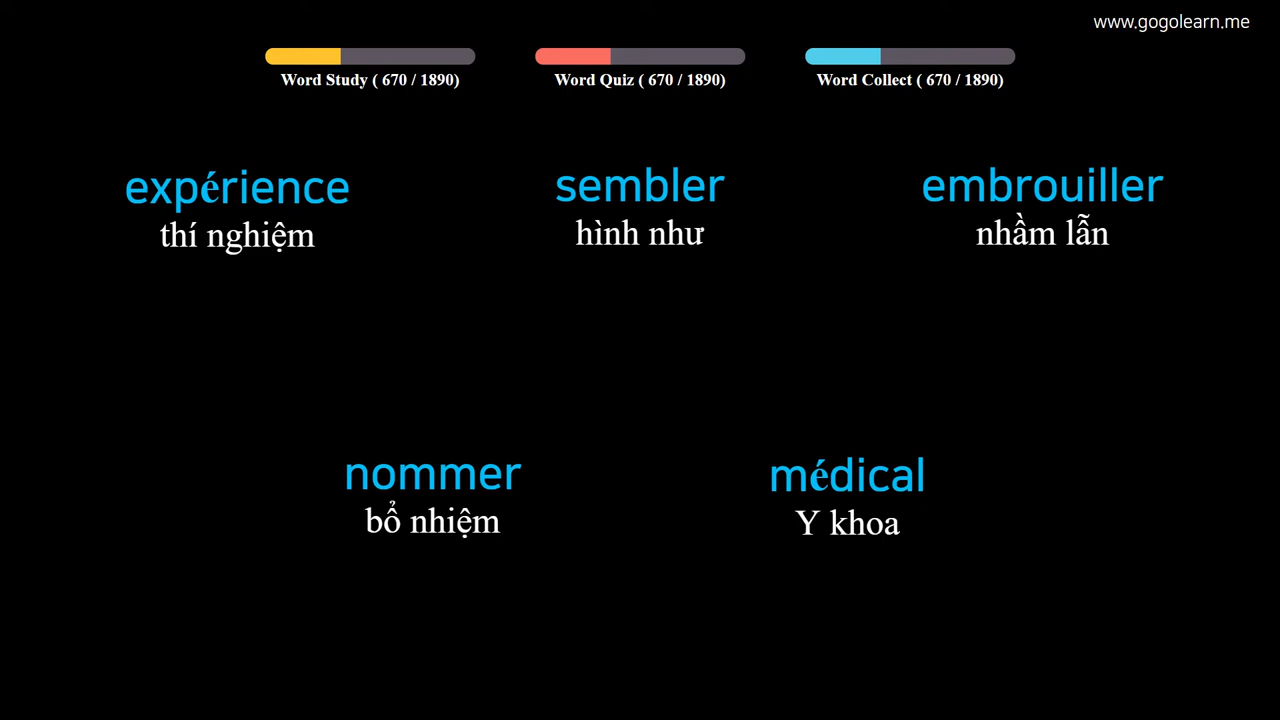 www.gogolearn.me
Word Study ( 670 / 1890)
Word Quiz ( 670 / 1890)
Word Collect ( 670 / 1890)
expérience
thí nghiệm
sembler
hình như
embrouiller
nhầm lẫn
nommer
bổ nhiệm
médical
Y khoa